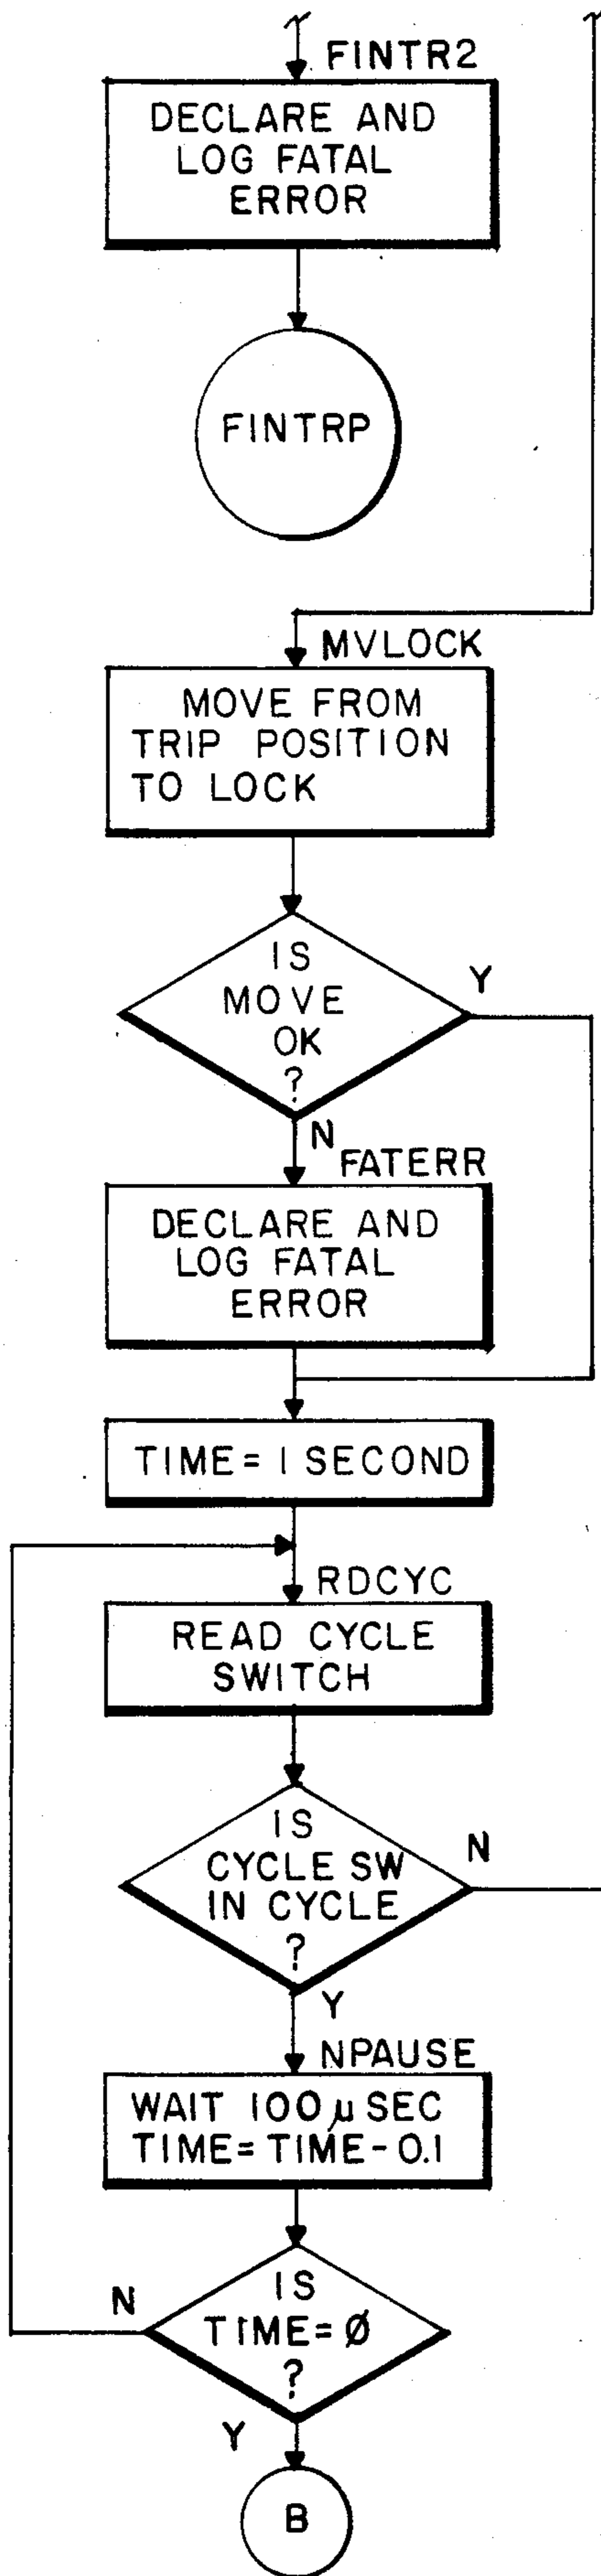 FINTR2
DECLARE AND
LOG FATAL
ERROR
FINTRP
MVLOCK
MOVE FROM
TRIP POSITION
TO LOCK
IS
MOVE
OK
?
Y
N
FATERR
DECLARE AND
LOG FATAL
ERROR
TIME = 1 SECOND
RDCYC
READ CYCLE
SWITCH
IS
CYCLE SW
IN CYCLE
?
N
Y
NPAUSE
WAIT 100 µ SEC
TIME = TIME - 0.1
IS
TIME = Ø
?
N
Y
B